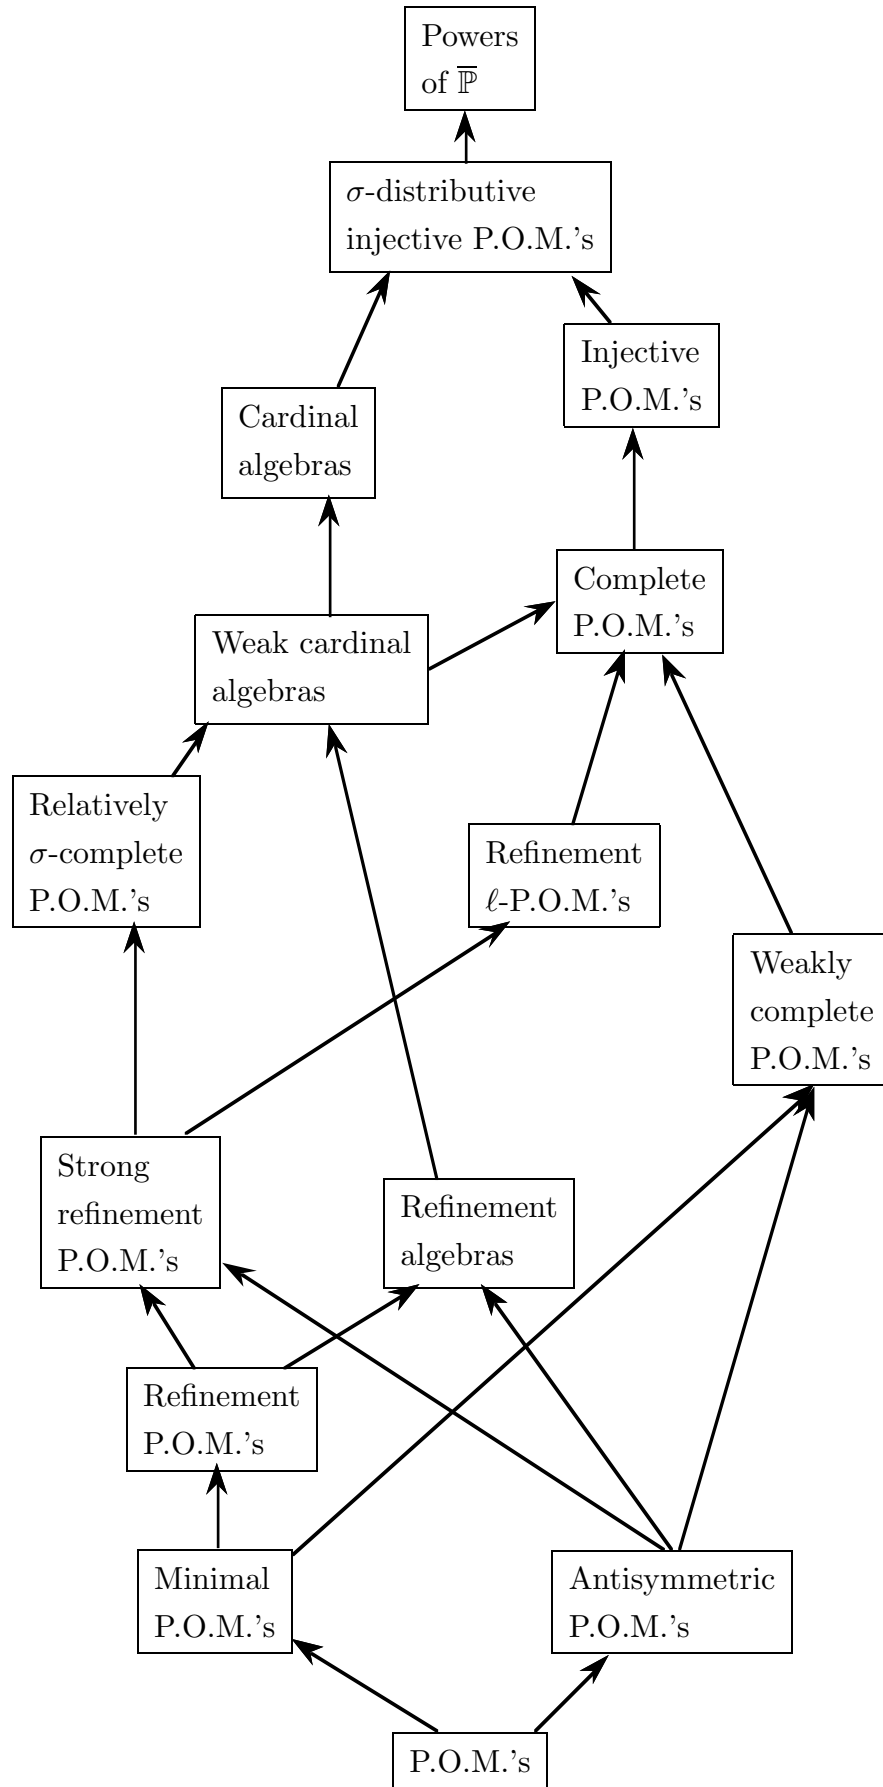 Powers
of ℙ̅
σ-distributive
injective P.O.M.'s
Injective
P.O.M.'s
Cardinal
algebras
Complete
P.O.M.'s
Weak cardinal
algebras
Relatively
σ-complete
P.O.M.'s
Refinement
ℓ-P.O.M.'s
Weakly
complete
P.O.M.'s
Strong
refinement
P.O.M.'s
Refinement
algebras
Refinement
P.O.M.'s
Minimal
P.O.M.'s
Antisymmetric
P.O.M.'s
P.O.M.'s